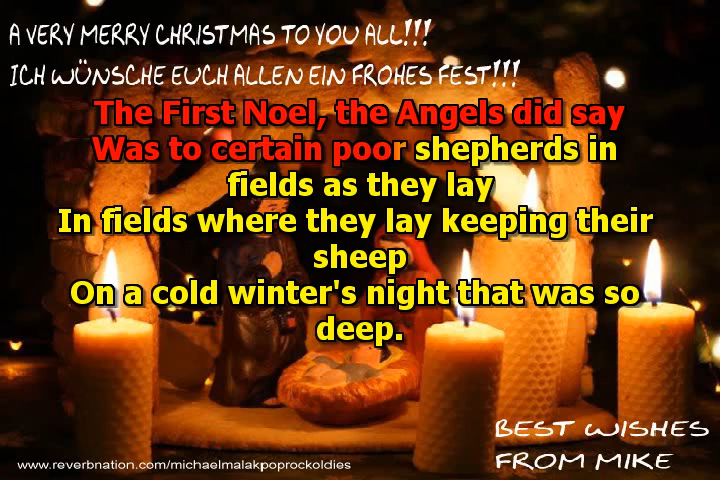 A VERY MERRY CHRISTMAS TO YOU ALL!!!
ICH WÜNSCHE EUCH ALLEN EIN FROHES FEST!!!
The First Noel, the Angels did say
Was to certain poor shepherds in
fields as they lay
In fields where they lay keeping their
sheep
On a cold winter's night that was so
deep.
BEST WISHES
FROM MIKE
www.reverbnation.com/michaelmalakpoprockoldies